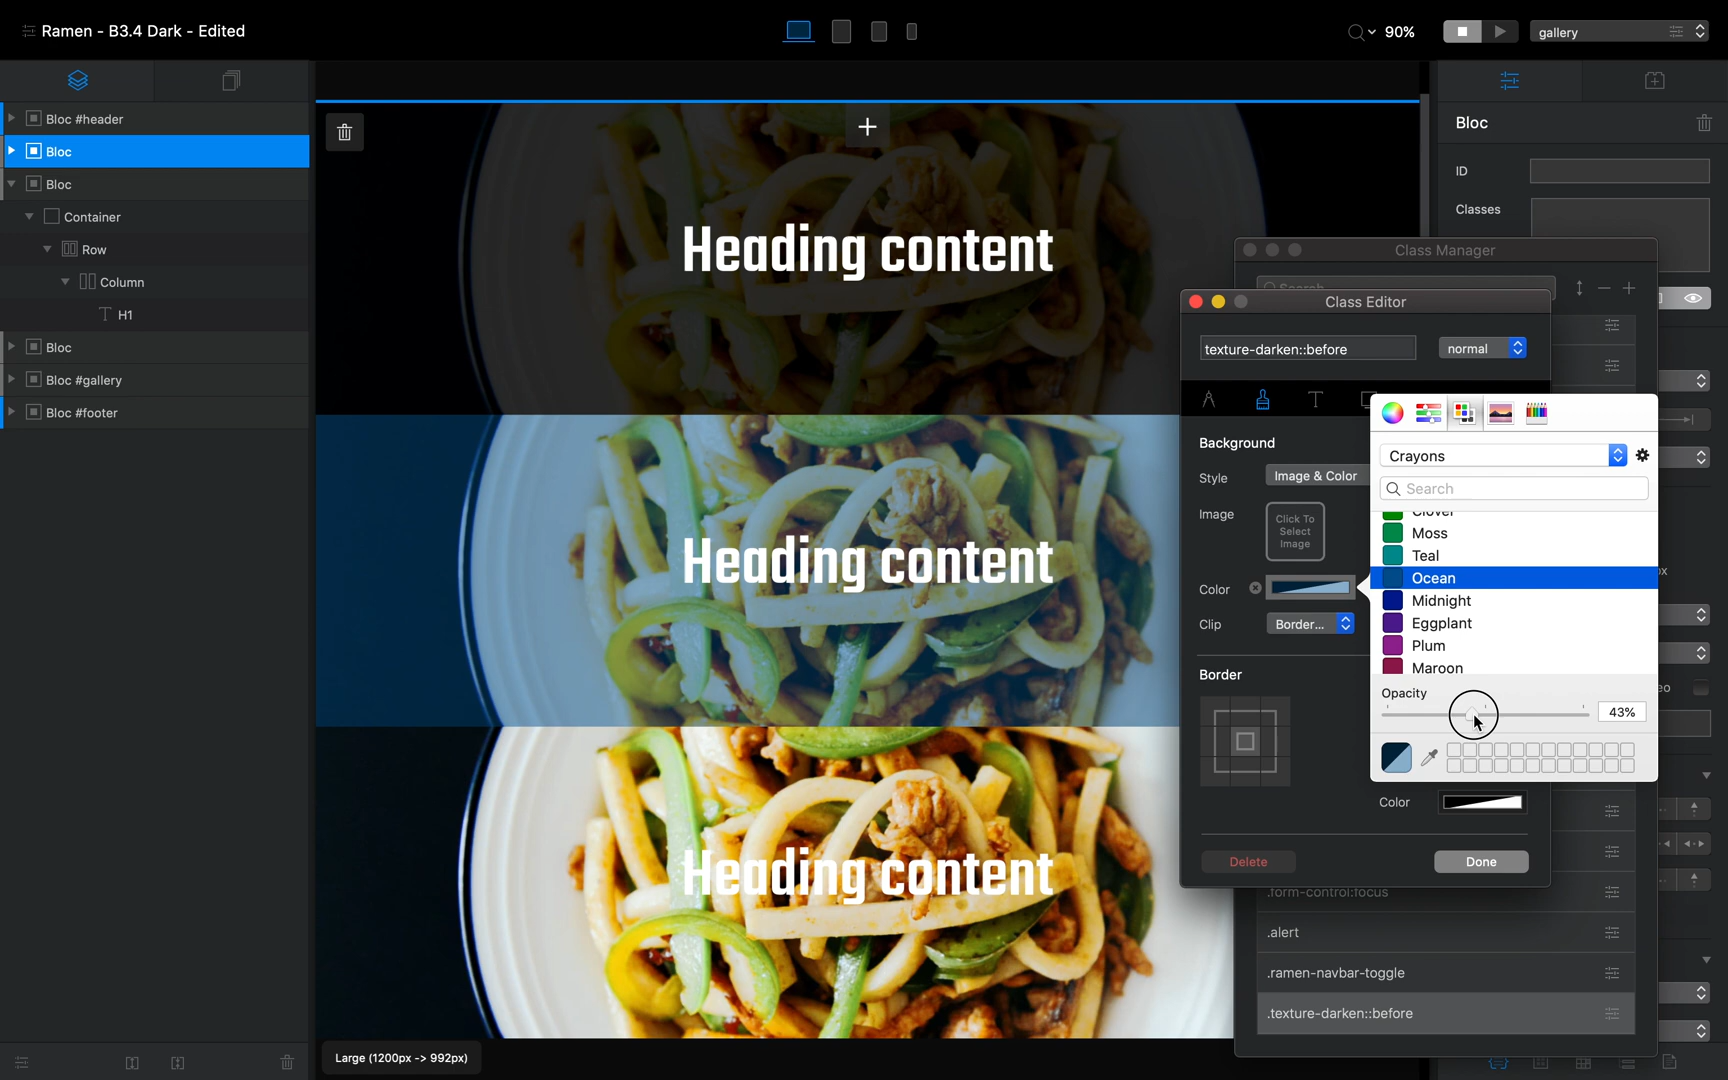 Ramen - B3.4 Dark - Edited
90%
gallery
Bloc #header
Bloc
Bloc
Container
Row
Column
H1
Bloc
Bloc #gallery
Bloc #footer
Heading content
Heading content
Heading content
Large (1200px -> 992px)
Bloc
ID
Classes
Class Manager
Search
Class Editor
texture-darken::before
normal
Background
Style
Image & Color
Image
Click To
Select
Image
Color
Clip
Border...
Border
Color
Delete
Done
Crayons
Search
Clover
Moss
Teal
Ocean
Midnight
Eggplant
Plum
Maroon
Opacity
43%
.form-control:focus
.alert
.ramen-navbar-toggle
.texture-darken::before